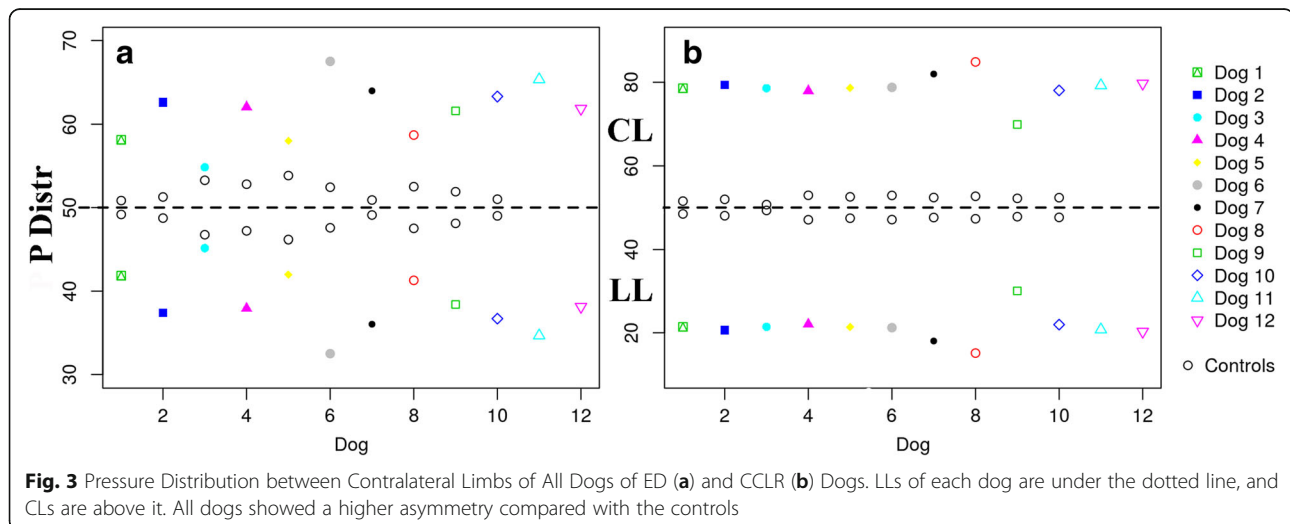 a
70
60
50
40
30
P Distr
2 4 6 8 10 12
Dog
b
80
60
40
20
CL
LL
2 4 6 8 10 12
Dog
Dog 1
Dog 2
Dog 3
Dog 4
Dog 5
Dog 6
Dog 7
Dog 8
Dog 9
Dog 10
Dog 11
Dog 12
Controls
Fig. 3 Pressure Distribution between Contralateral Limbs of All Dogs of ED (a) and CCLR (b) Dogs. LLs of each dog are under the dotted line, and
CLs are above it. All dogs showed a higher asymmetry compared with the controls